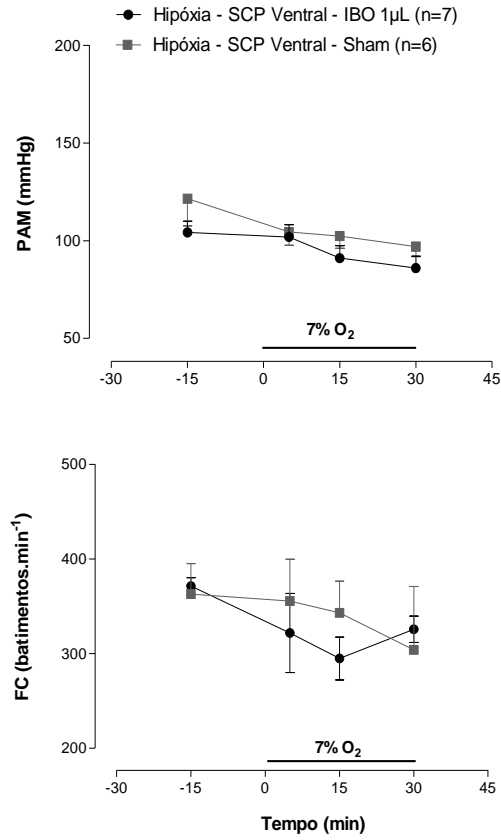 Hipóxia - SCP Ventral - IBO 1µL (n=7)
Hipóxia - SCP Ventral - Sham (n=6)
PAM (mmHg)
200
150
100
50
7% O₂
-30 -15 0 15 30 45
FC (batimentos.min⁻¹)
500
400
300
200
7% O₂
-30 -15 0 15 30 45
Tempo (min)